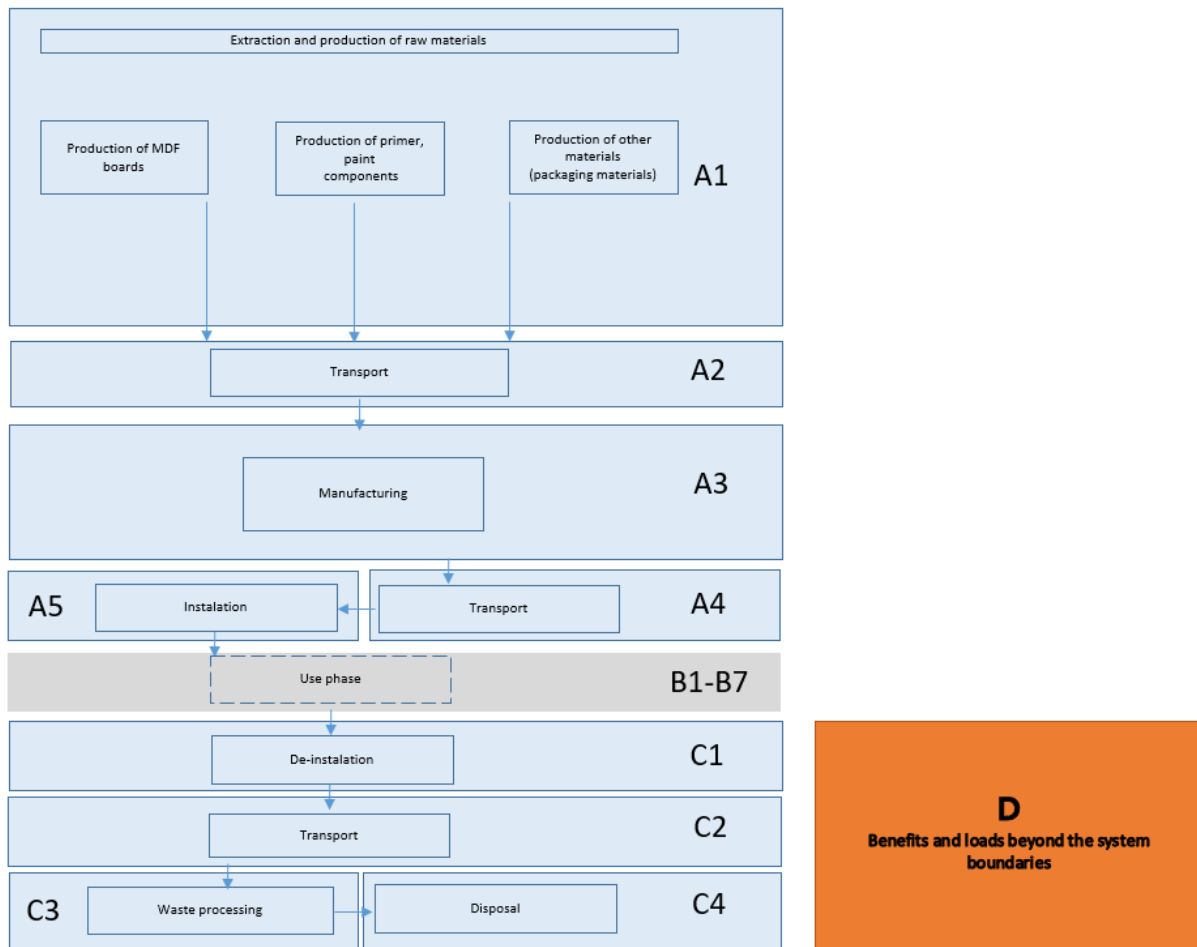 Extraction and production of raw materials
Production of MDF
boards
Production of primer,
paint
components
Production of other
materials
(packaging materials)
A1
Transport
A2
Manufacturing
A3
A5
Instalation
Transport
A4
Use phase
B1-B7
De-instalation
C1
Transport
C2
C3
Waste processing
Disposal
C4
D
Benefits and loads beyond the system
boundaries